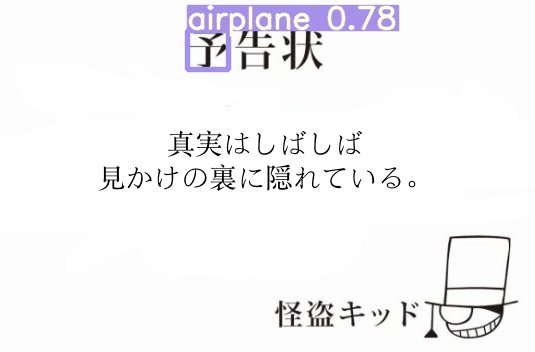 airplane 0.78
予告状
真実はしばしば
見かけの裏に隠れている。
怪盗キッド